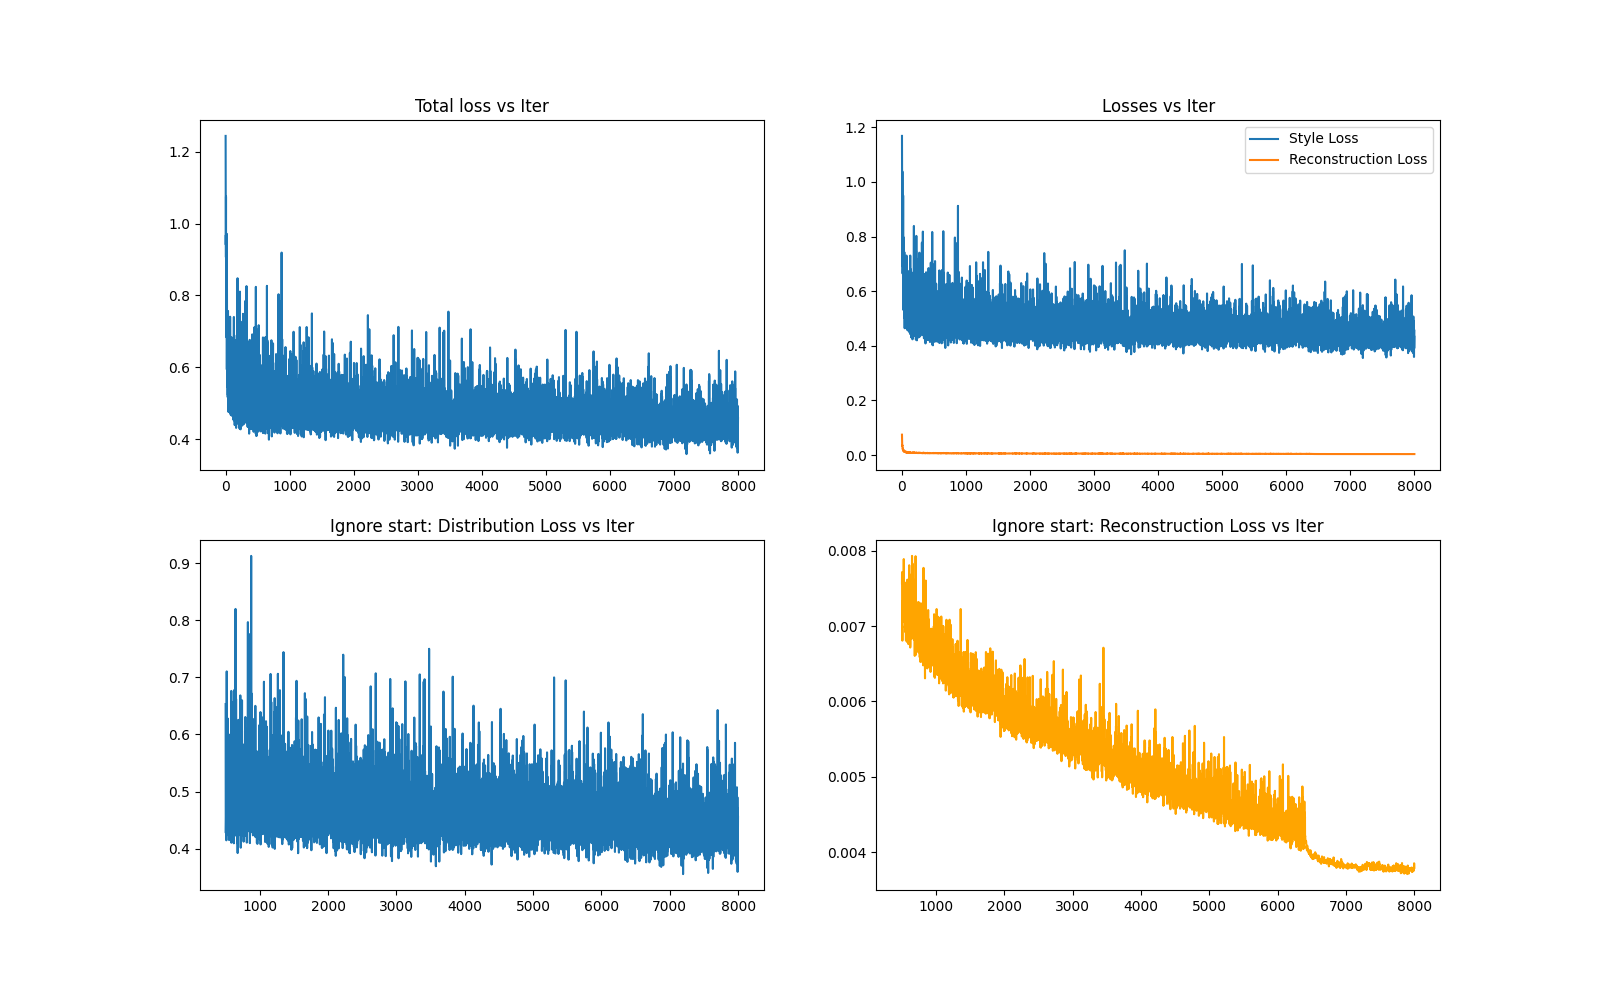 Total loss vs Iter
1.2
1.0
0.8
0.6
0.4
0 1000 2000 3000 4000 5000 6000 7000 8000
Losses vs Iter
Style Loss
Reconstruction Loss
1.2
1.0
0.8
0.6
0.4
0.2
0.0
0 1000 2000 3000 4000 5000 6000 7000 8000
Ignore start: Distribution Loss vs Iter
0.9
0.8
0.7
0.6
0.5
0.4
1000 2000 3000 4000 5000 6000 7000 8000
Ignore start: Reconstruction Loss vs Iter
0.008
0.007
0.006
0.005
0.004
1000 2000 3000 4000 5000 6000 7000 8000